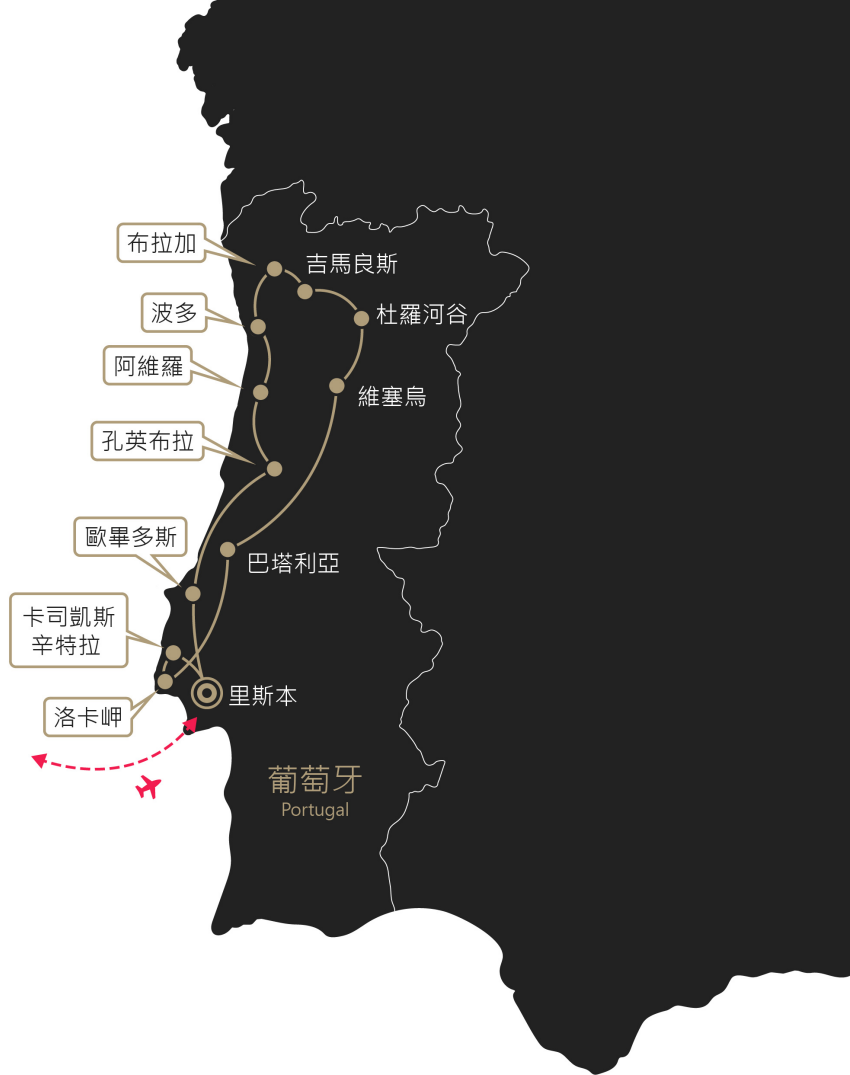 布拉加
吉馬良斯
波多
杜羅河谷
阿維羅
維塞烏
孔英布拉
歐畢多斯
巴塔利亞
卡司凱斯
辛特拉
里斯本
洛卡岬
葡萄牙
Portugal